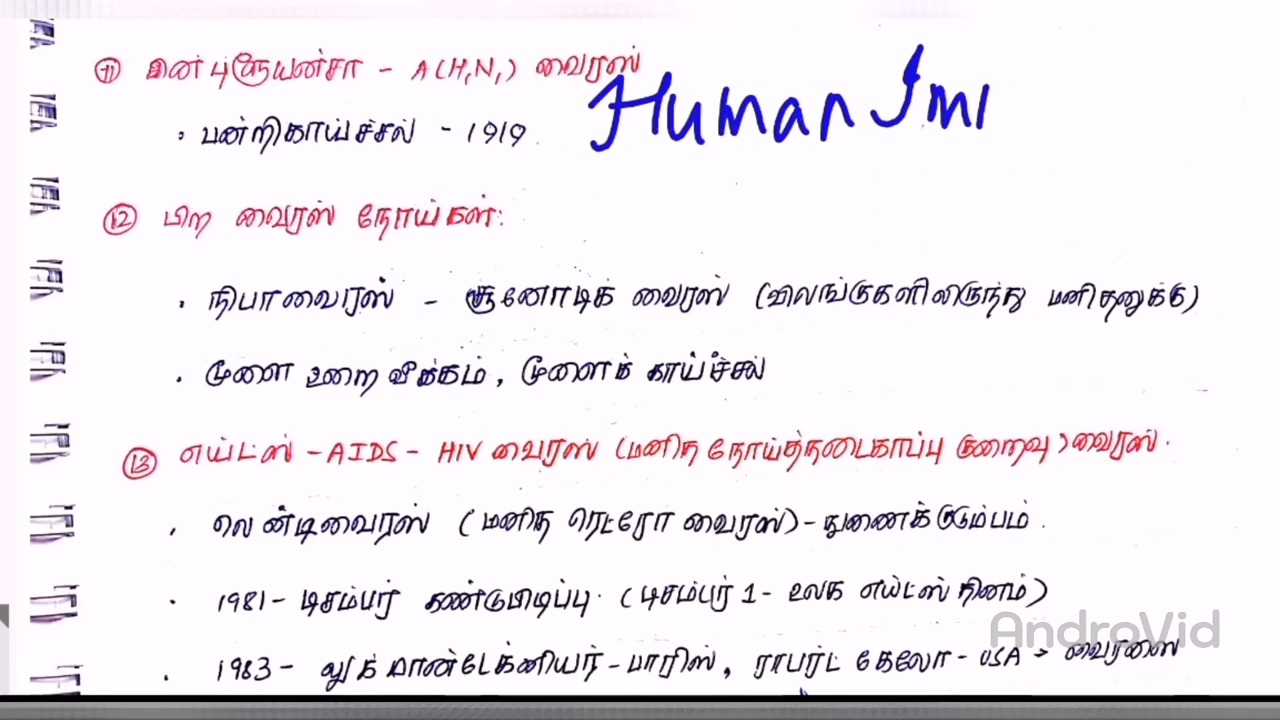 11 இன்புளூயன்சா - A(H1N1) வைரஸ்
Human Imm
• பன்றிகாய்ச்சல் - 1919.
12 பிற வைரஸ் நோய்கள்:
• நிபாவைரஸ் - சூனோடிக் வைரஸ் (விலங்குகளிலிருந்து மனிதனுக்கு)
• மூளை உறை வீக்கம், மூளைக் காய்ச்சல்
13 எய்ட்ஸ் - AIDS - HIV வைரஸ் (மனித நோய்த்தடைகாப்பு குறைவு) வைரஸ்.
• லென்டிவைரஸ் (மனித ரெட்ரோ வைரஸ்) - துணைக்குடும்பம்.
• 1981 - டிசம்பர் கண்டுபிடிப்பு. (டிசம்பர் 1 - உலக எய்ட்ஸ் தினம்)
• 1983 - லுக் மாண்டேக்னியர் - பாரிஸ், ராபர்ட் கேலோ - USA > வைரஸை
AndroVid